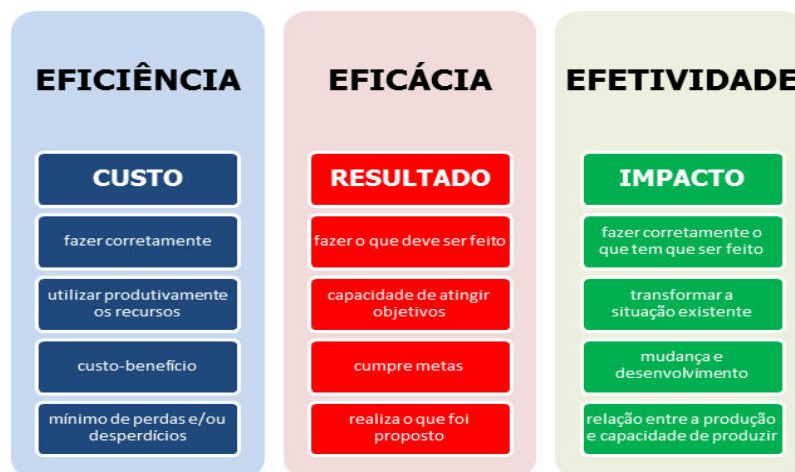 EFICIÊNCIA
CUSTO
fazer corretamente
utilizar produtivamente
os recursos
custo-benefício
mínimo de perdas e/ou
desperdícios
EFICÁCIA
RESULTADO
fazer o que deve ser feito
capacidade de atingir
objetivos
cumpre metas
realiza o que foi
proposto
EFETIVIDADE
IMPACTO
fazer corretamente o
que tem que ser feito
transformar a
situação existente
mudança e
desenvolvimento
relação entre a produção
e capacidade de produzir